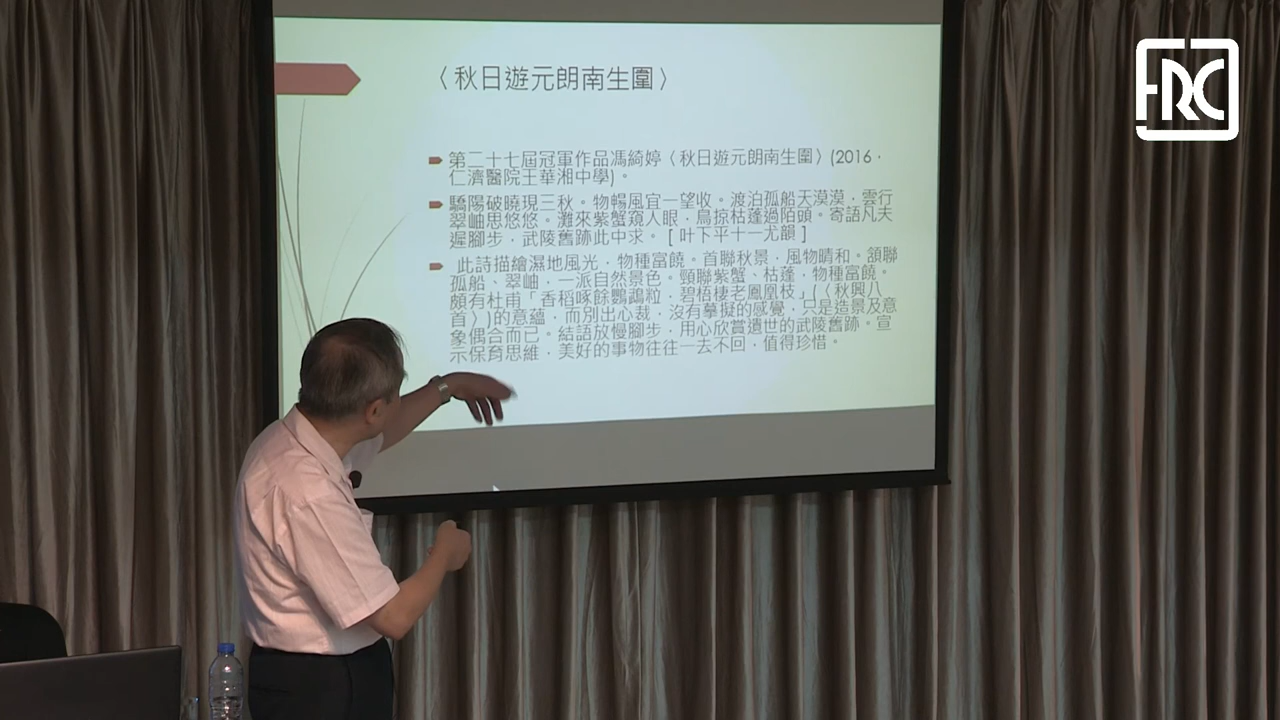 〈秋日遊元朗南生圍〉
第二十七屆冠軍作品馮綺婷〈秋日遊元朗南生圍〉(2016，
仁濟醫院王華湘中學)。
驕陽破曉現三秋。物暢風宜一望收。渡泊孤船天漠漠，雲行
翠岫思悠悠。灘來紫蟹窺人眼，鳥掠枯蓬過陌頭。寄語凡夫
遲腳步，武陵舊跡此中求。[叶下平十一尤韻]
此詩描繪濕地風光，物種富饒。首聯秋景，風物晴和。頷聯
孤船、翠岫，一派自然景色。頸聯紫蟹、枯蓬，物種富饒。
頗有杜甫「香稻啄餘鸚鵡粒，碧梧棲老鳳凰枝」(〈秋興八
首〉)的意蘊，而別出心裁，沒有摹擬的感覺，只是造景及意
象偶合而已。結語放慢腳步，用心欣賞遺世的武陵舊跡。宣
示保育思維，美好的事物往往一去不回，值得珍惜。
FRC